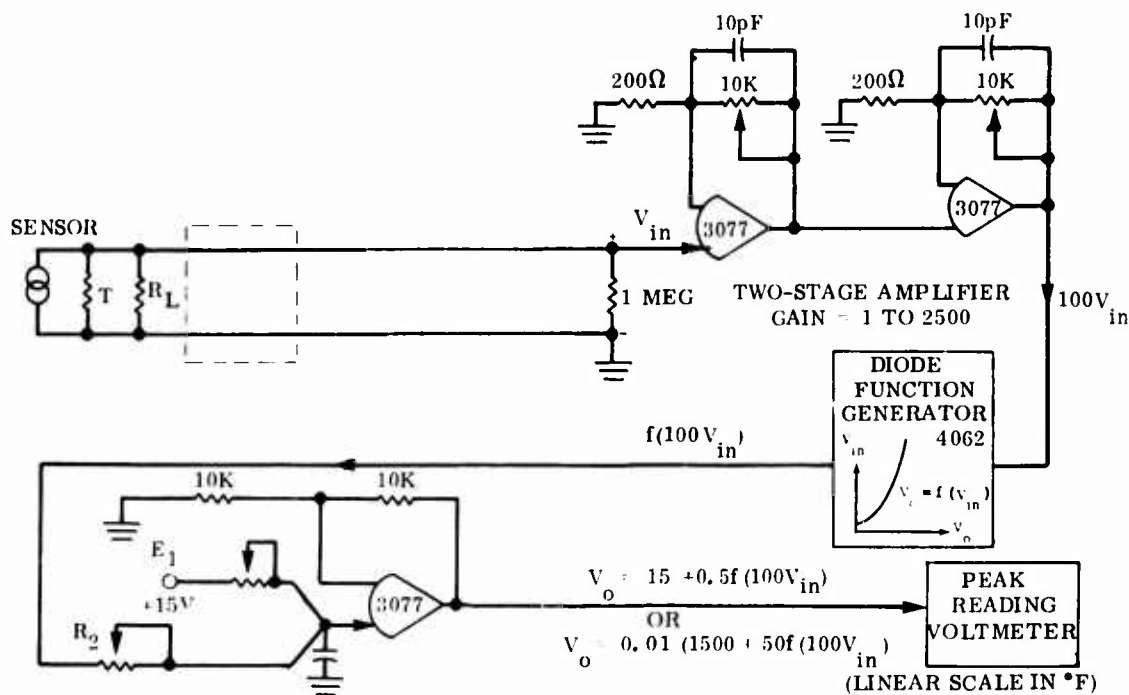 10pF
10pF
200Ω
10K
200Ω
10K
SENSOR
V in
3077
3077
T
R L
1 MEG
+
-
TWO-STAGE AMPLIFIER
GAIN = 1 TO 2500
100V in
DIODE
FUNCTION
GENERATOR
4062
V in
V o = f (V in)
V o
f(100V in)
10K
10K
E 1
+15V
R 2
3077
V o = 15 +0.5f (100V in)
OR
V o = 0.01 (1500 + 50f (100V in)
PEAK
READING
VOLTMETER
(LINEAR SCALE IN °F)